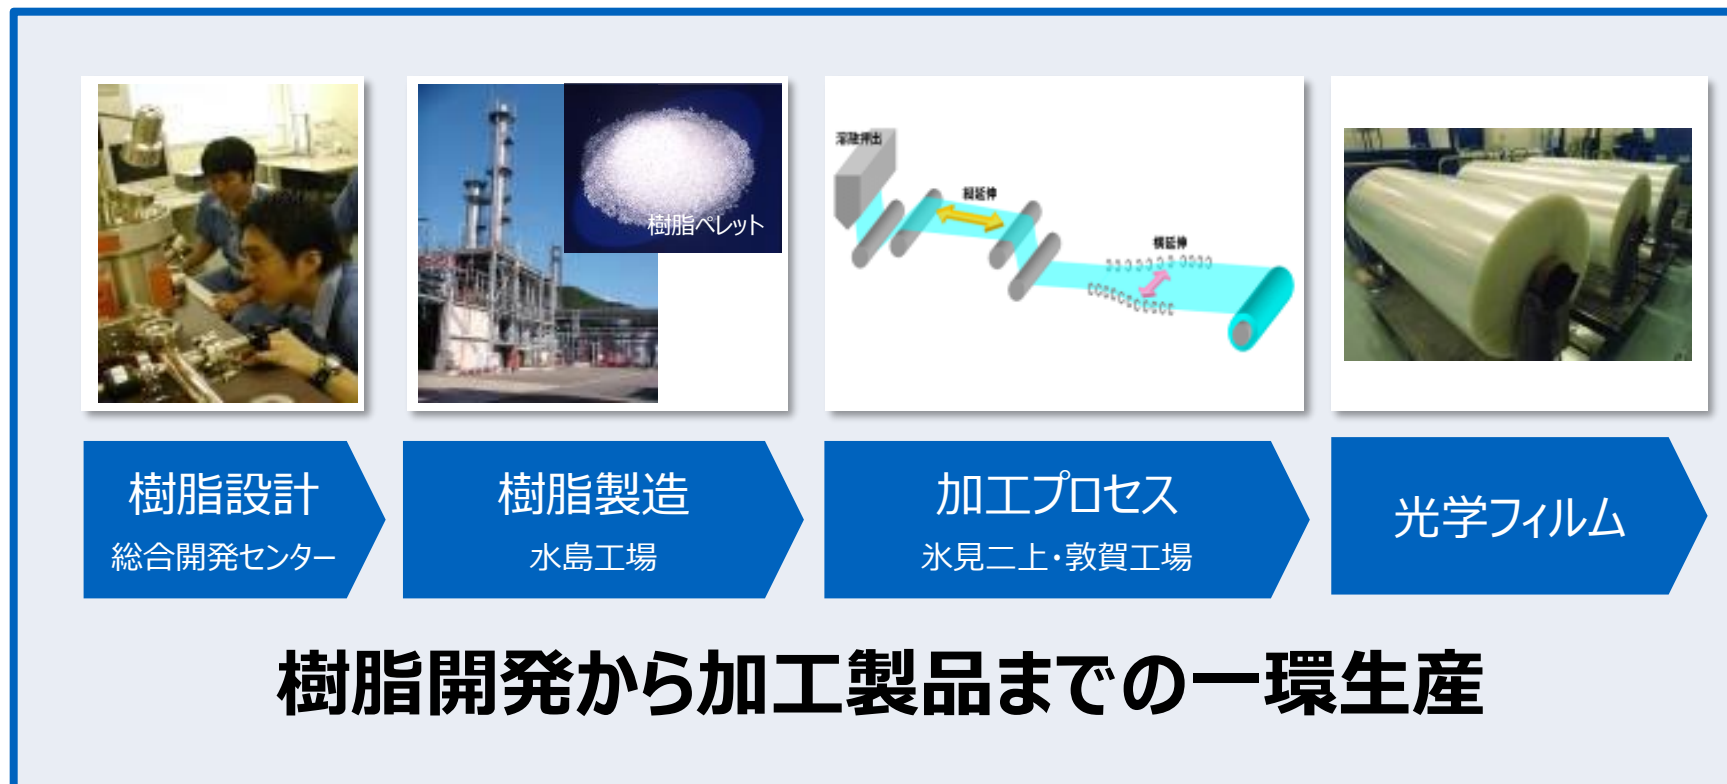 樹脂ペレット
溶融押出
縦延伸
横延伸
樹脂設計
総合開発センター
樹脂製造
水島工場
加工プロセス
氷見二上・敦賀工場
光学フィルム
樹脂開発から加工製品までの一環生産